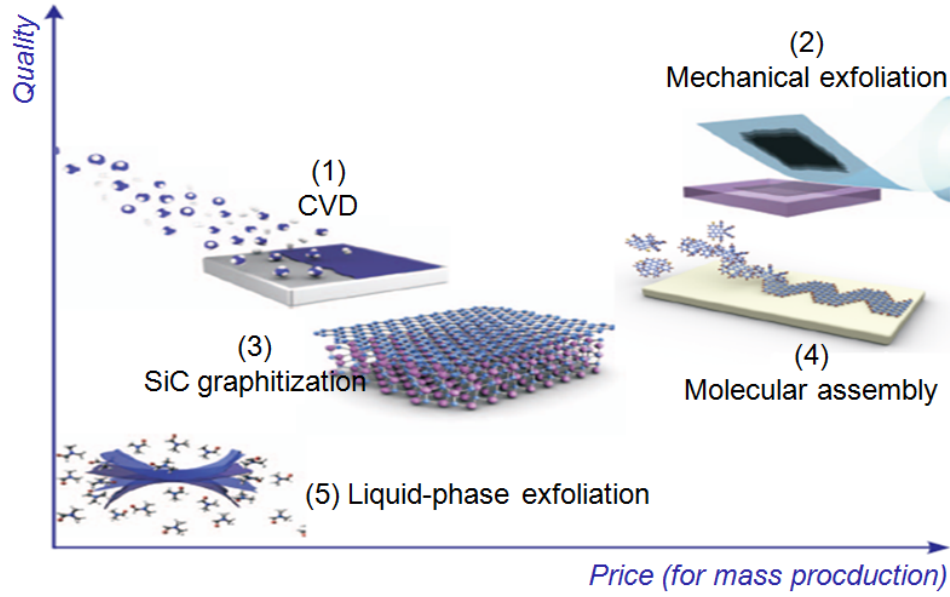 Quality
(2)
Mechanical exfoliation
(1)
CVD
(3)
SiC graphitization
(4)
Molecular assembly
(5) Liquid-phase exfoliation
Price (for mass procduction)